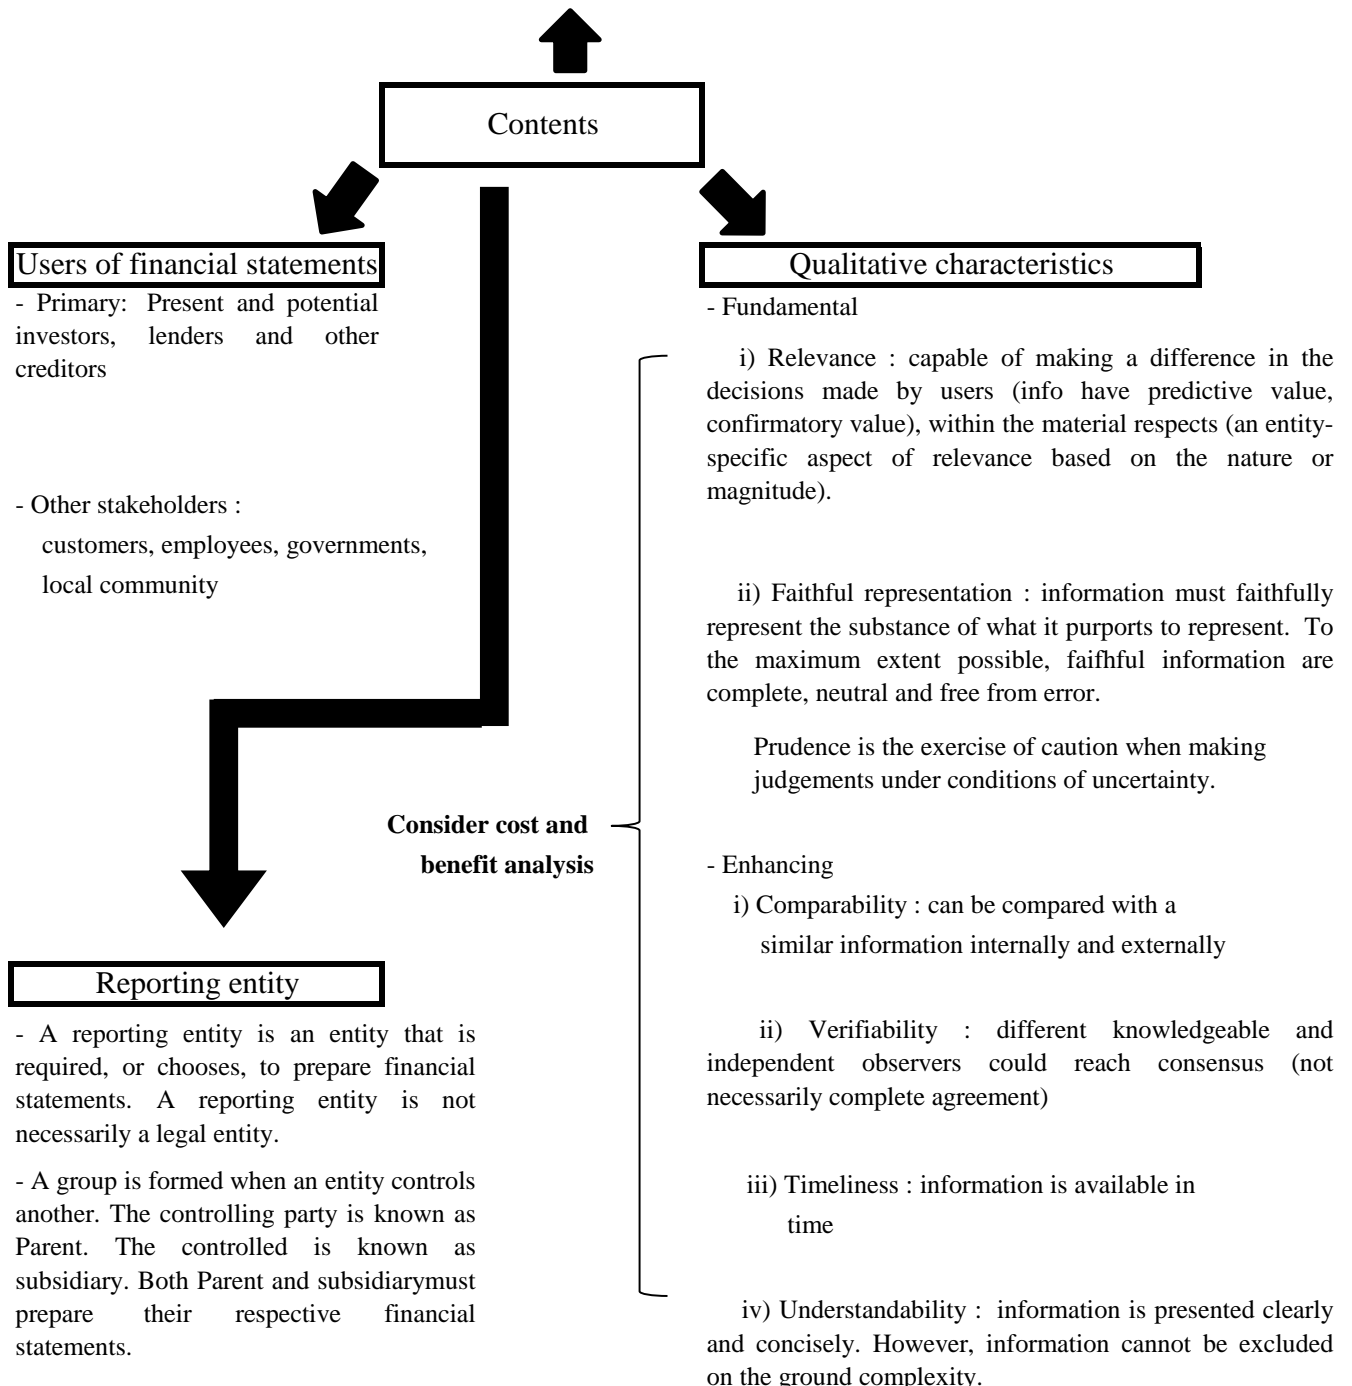 Contents
Users of financial statements
- Primary: Present and potential
investors, lenders and other
creditors
- Other stakeholders :
customers, employees, governments,
local community
Consider cost and
benefit analysis
Reporting entity
- A reporting entity is an entity that is
required, or chooses, to prepare financial
statements. A reporting entity is not
necessarily a legal entity.
- A group is formed when an entity controls
another. The controlling party is known as
Parent. The controlled is known as
subsidiary. Both Parent and subsidiarymust
prepare their respective financial
statements.
Qualitative characteristics
- Fundamental
i) Relevance : capable of making a difference in the
decisions made by users (info have predictive value,
confirmatory value), within the material respects (an entity-
specific aspect of relevance based on the nature or
magnitude).
ii) Faithful representation : information must faithfully
represent the substance of what it purports to represent. To
the maximum extent possible, faifhful information are
complete, neutral and free from error.
Prudence is the exercise of caution when making
judgements under conditions of uncertainty.
- Enhancing
i) Comparability : can be compared with a
similar information internally and externally
ii) Verifiability : different knowledgeable and
independent observers could reach consensus (not
necessarily complete agreement)
iii) Timeliness : information is available in
time
iv) Understandability : information is presented clearly
and concisely. However, information cannot be excluded
on the ground complexity.